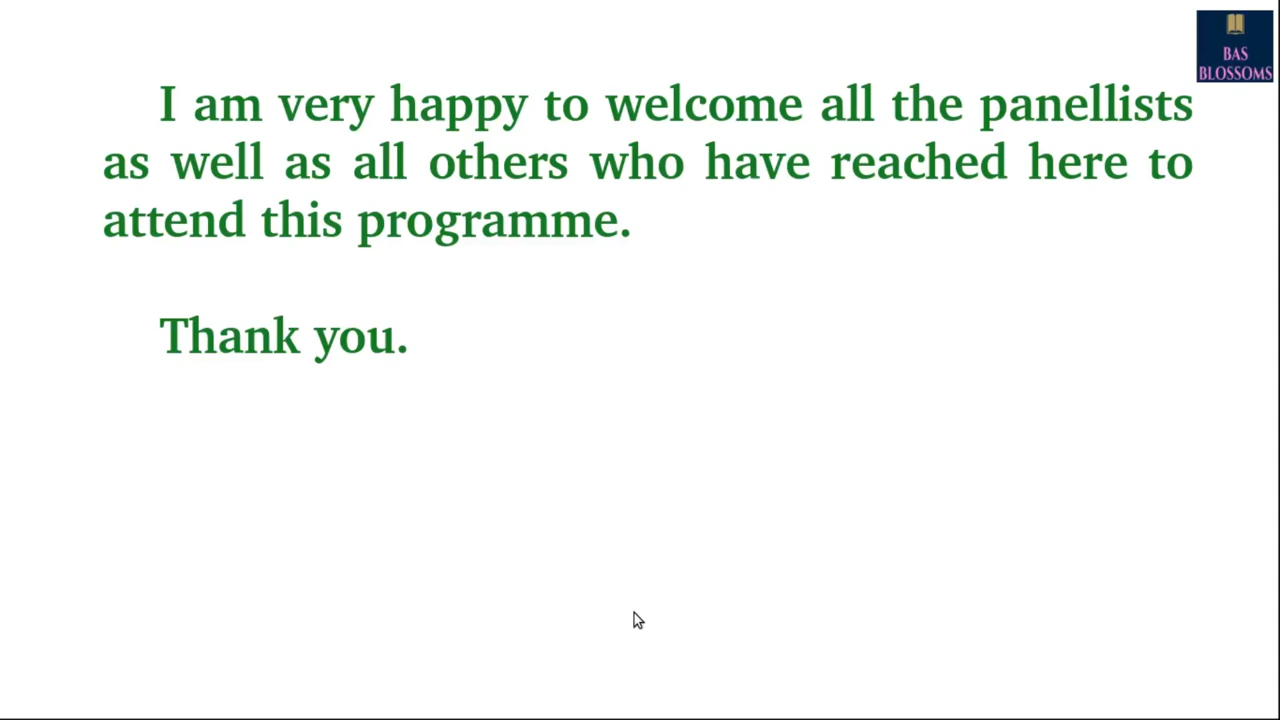 BAS
BLOSSOMS
I am very happy to welcome all the panellists
as well as all others who have reached here to
attend this programme.
Thank you.